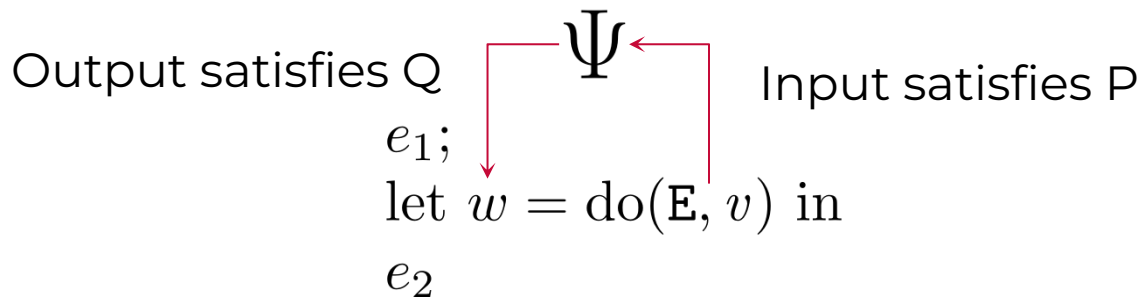 Ψ
Output satisfies Q
Input satisfies P
e₁;
let w = do(E, v) in
e₂